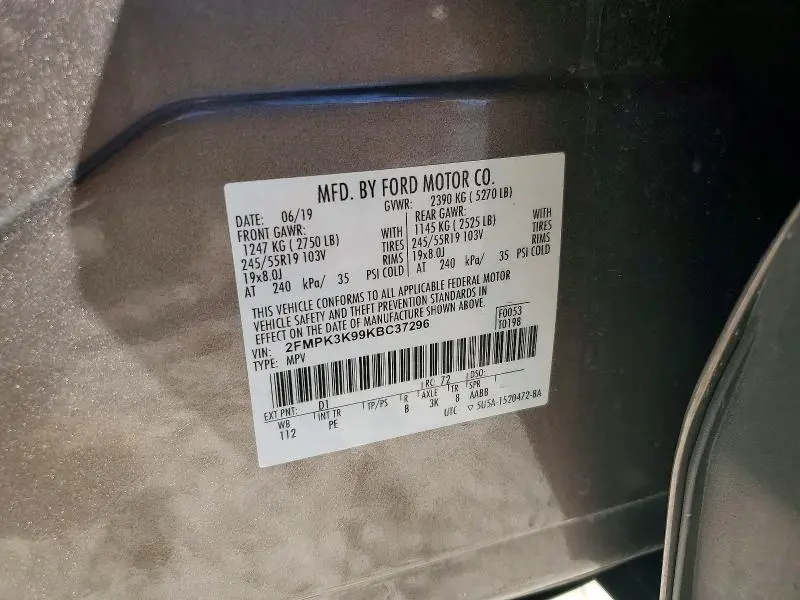 MFD. BY FORD MOTOR CO.
DATE: 06/19 GVWR: 2390 KG ( 5270 LB)
FRONT GAWR: REAR GAWR:
1247 KG ( 2750 LB) WITH 1145 KG ( 2525 LB) WITH
245/55R19 103V TIRES 245/55R19 103V TIRES
19x8.0J RIMS 19x8.0J RIMS
AT 240 kPa/ 35 PSI COLD AT 240 kPa/ 35 PSI COLD
THIS VEHICLE CONFORMS TO ALL APPLICABLE FEDERAL MOTOR
VEHICLE SAFETY AND THEFT PREVENTION STANDARDS IN
EFFECT ON THE DATE OF MANUFACTURE SHOWN ABOVE.
VIN: 2FMPK3K99KBC37296 F0053
TYPE: MPV T0198
EXT PNT: D1 RC: 72 DSO:
WB INT TR TP/PS R AXLE TR SPR
112 PE B 3K 8 AABB
UTC ▽ 5U5A-1520472-BA